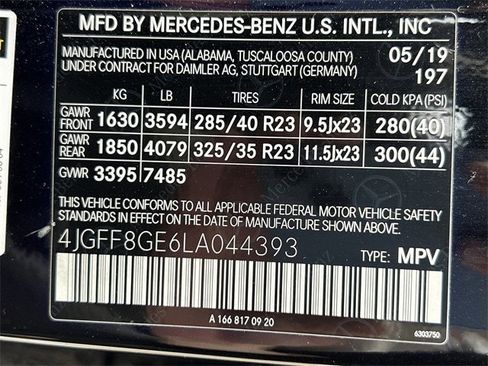 MFD BY MERCEDES-BENZ U.S. INTL., INC
MANUFACTURED IN USA (ALABAMA, TUSCALOOSA COUNTY) 05/19
UNDER CONTRACT FOR DAIMLER AG, STUTTGART (GERMANY) 197
KG LB TIRES RIM SIZE COLD KPA (PSI)
GAWR FRONT 1630 3594 285/40 R23 9.5Jx23 280(40)
GAWR REAR 1850 4079 325/35 R23 11.5Jx23 300(44)
GVWR 3395 7485
THIS VEHICLE CONFORMS TO ALL APPLICABLE FEDERAL MOTOR VEHICLE
SAFETY STANDARDS IN EFFECT ON THE DATE OF MANUFACTURE SHOWN ABOVE.
4JGFF8GE6LA044393 TYPE: MPV
A 166 817 09 20
6303750